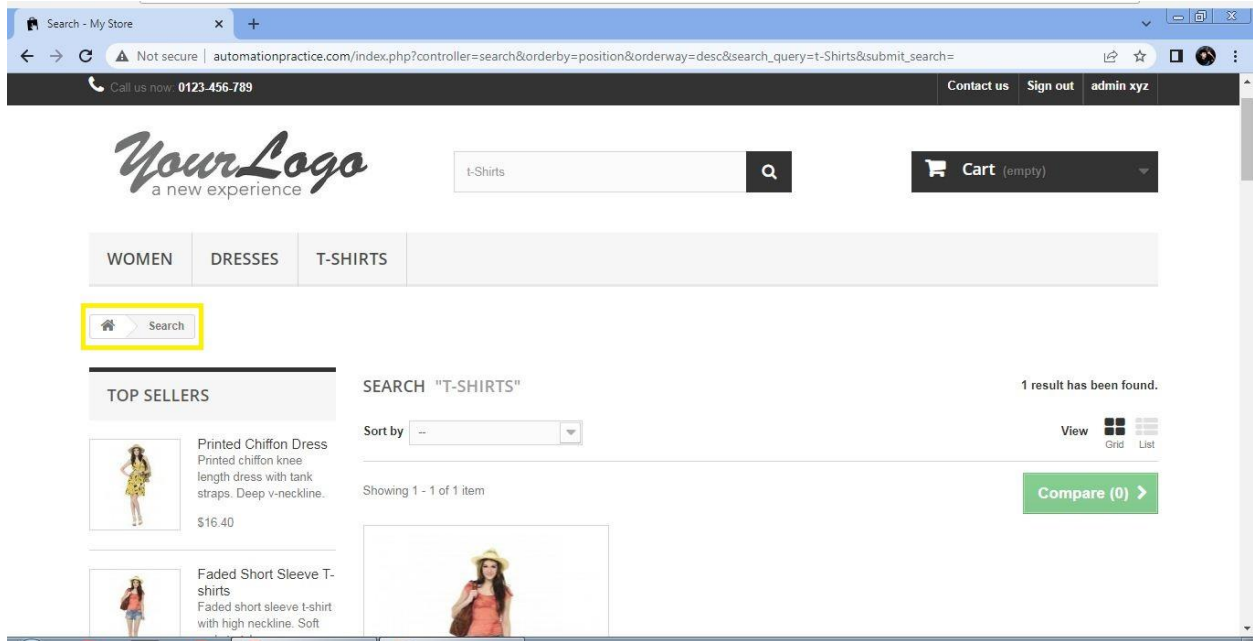 Search - My Store
Not secure | automationpractice.com/index.php?controller=search&orderby=position&orderway=desc&search_query=t-Shirts&submit_search=
Call us now: 0123-456-789
Contact us Sign out admin xyz
Your Logo
a new experience
t-Shirts
Cart (empty)
WOMEN DRESSES T-SHIRTS
Search
TOP SELLERS
Printed Chiffon Dress
Printed chiffon knee
length dress with tank
straps. Deep v-neckline.
$16.40
Faded Short Sleeve T-
shirts
Faded short sleeve t-shirt
with high neckline. Soft
SEARCH "T-SHIRTS"
1 result has been found.
Sort by --
View
Grid List
Showing 1 - 1 of 1 item
Compare (0)